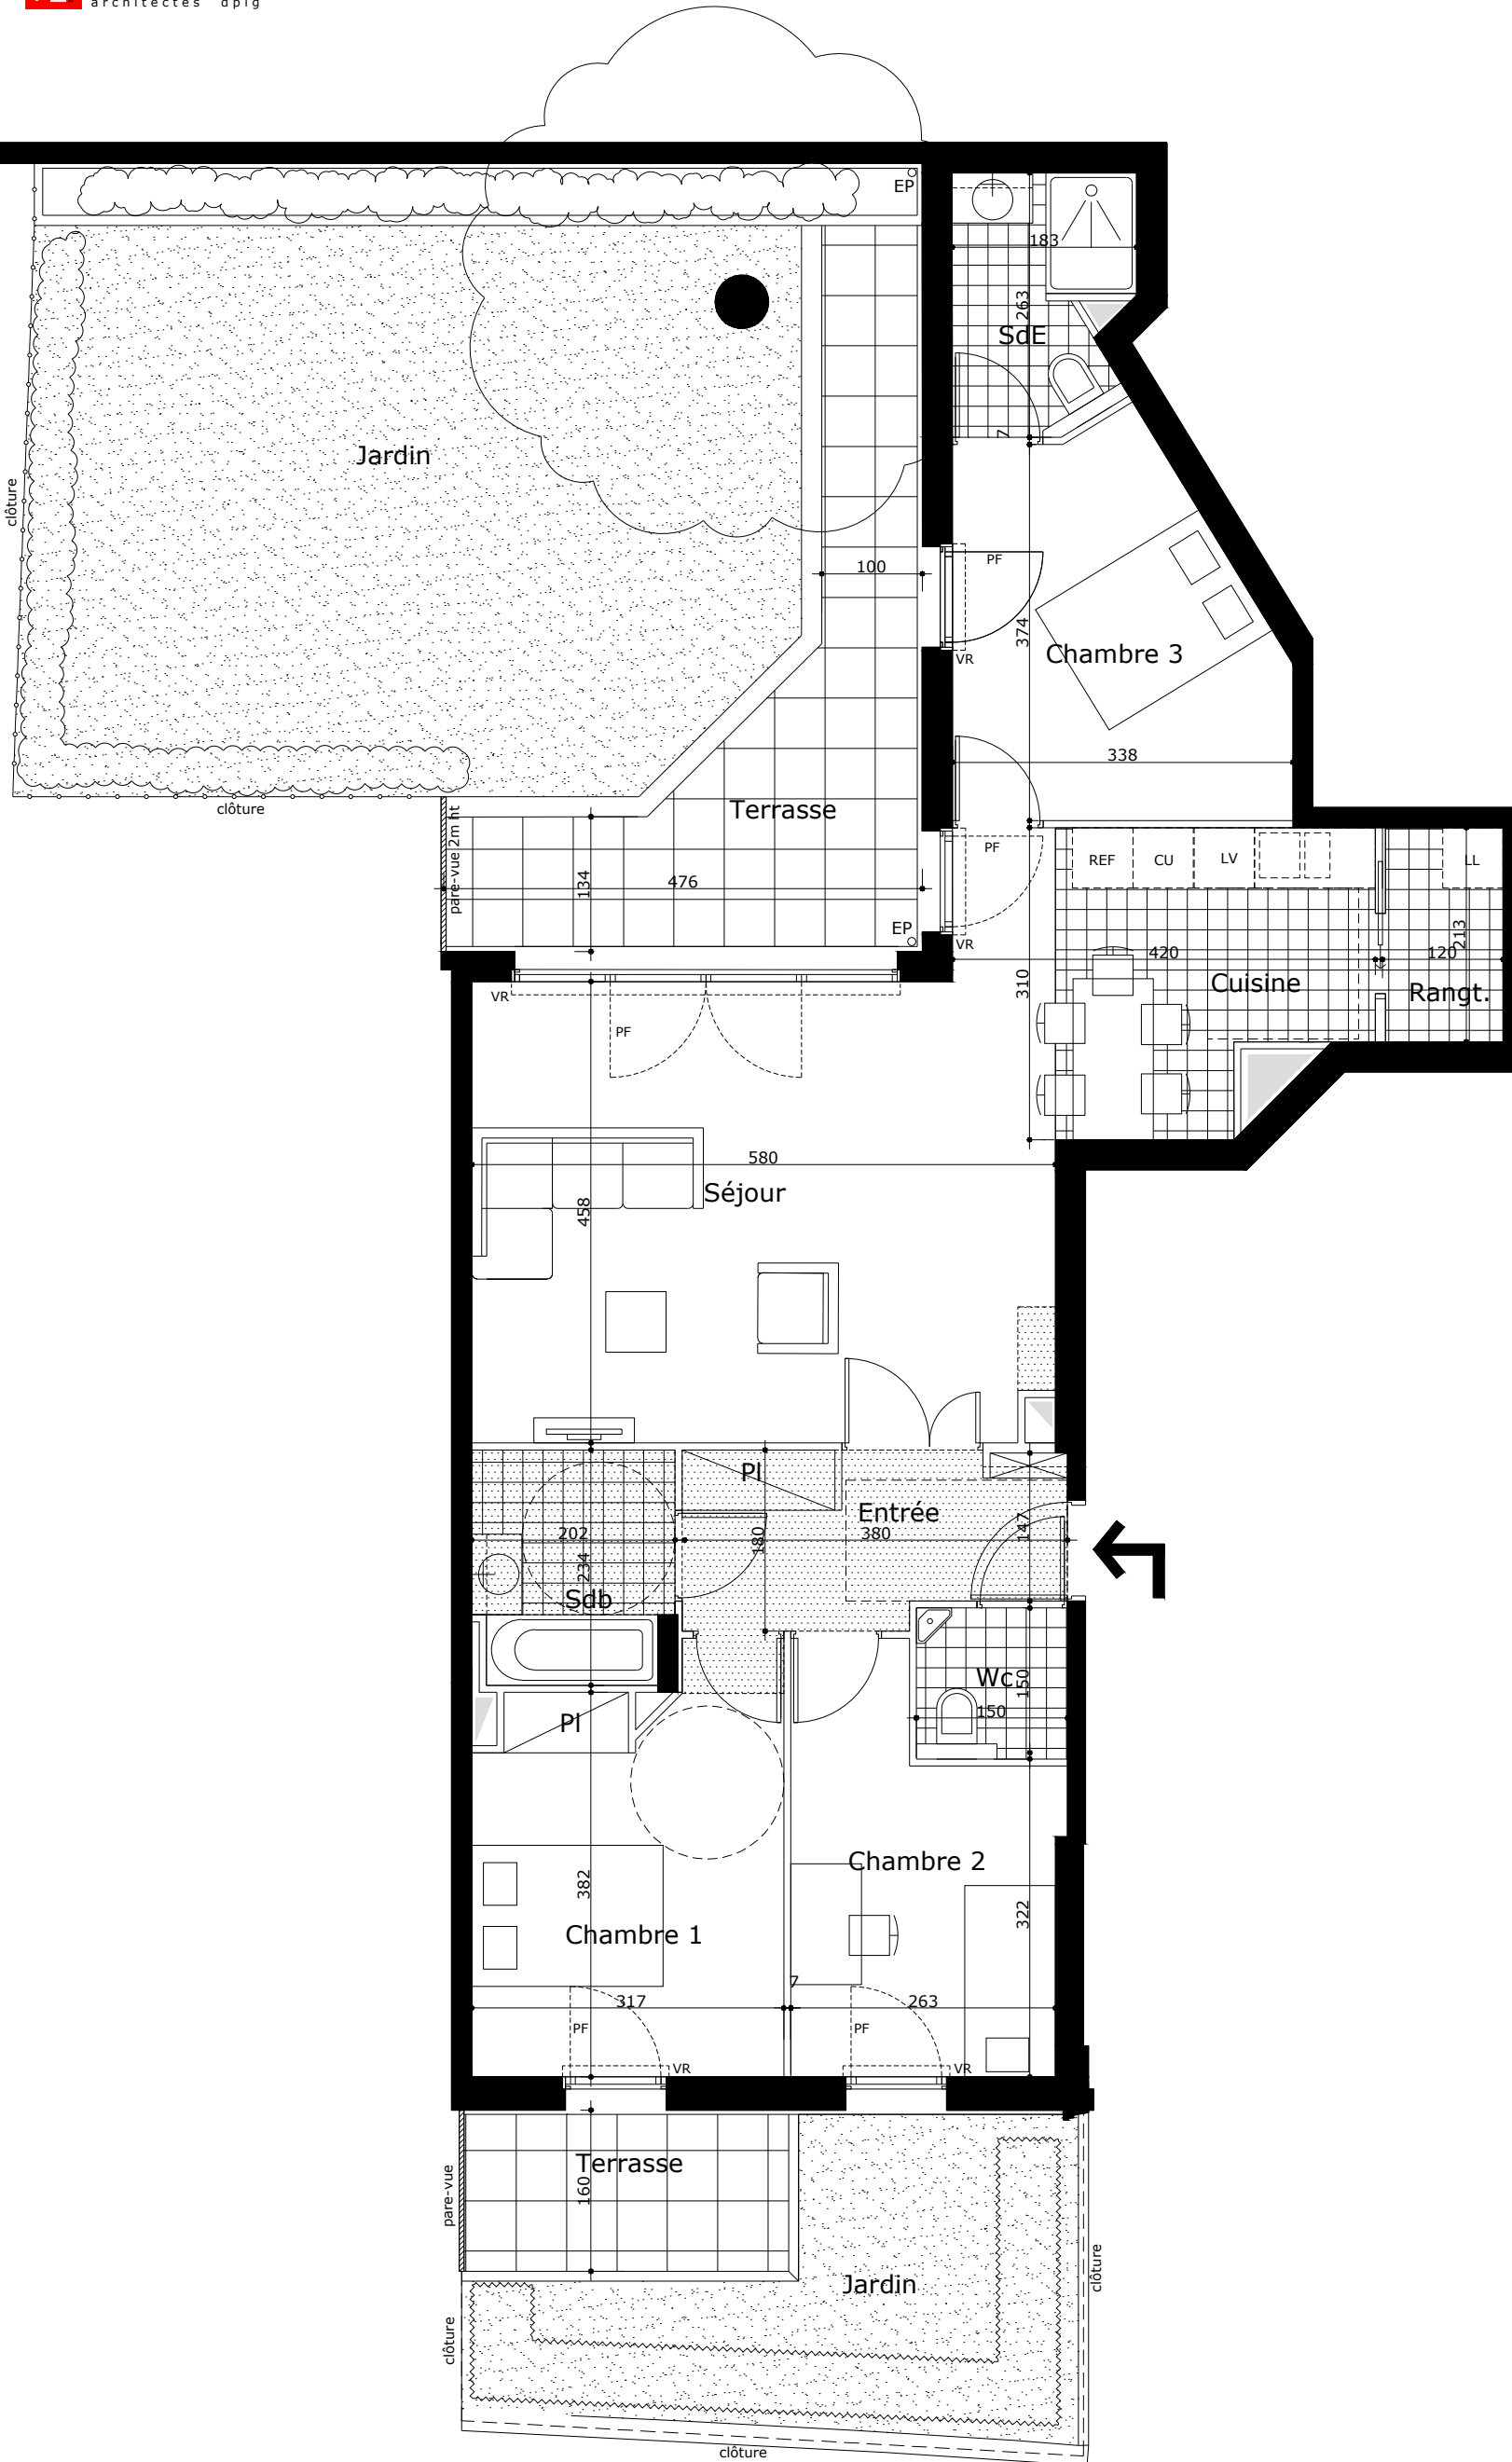 architectes dplg
EP
183
263
SdE
7
Jardin
clôture
100
PF
374
Chambre 3
VR
338
clôture
Terrasse
pare-vue 2m ht
134
476
EP
PF
VR
REF
CU
LV
LL
213
420
120
310
Cuisine
Rangt.
VR
PF
580
458
Séjour
Pl
Entrée
202
180
380
147
234
Sdb
Wc
150
150
Pl
382
Chambre 1
Chambre 2
322
7
317
263
PF
PF
VR
VR
pare-vue
Terrasse
160
Jardin
clôture
clôture
clôture